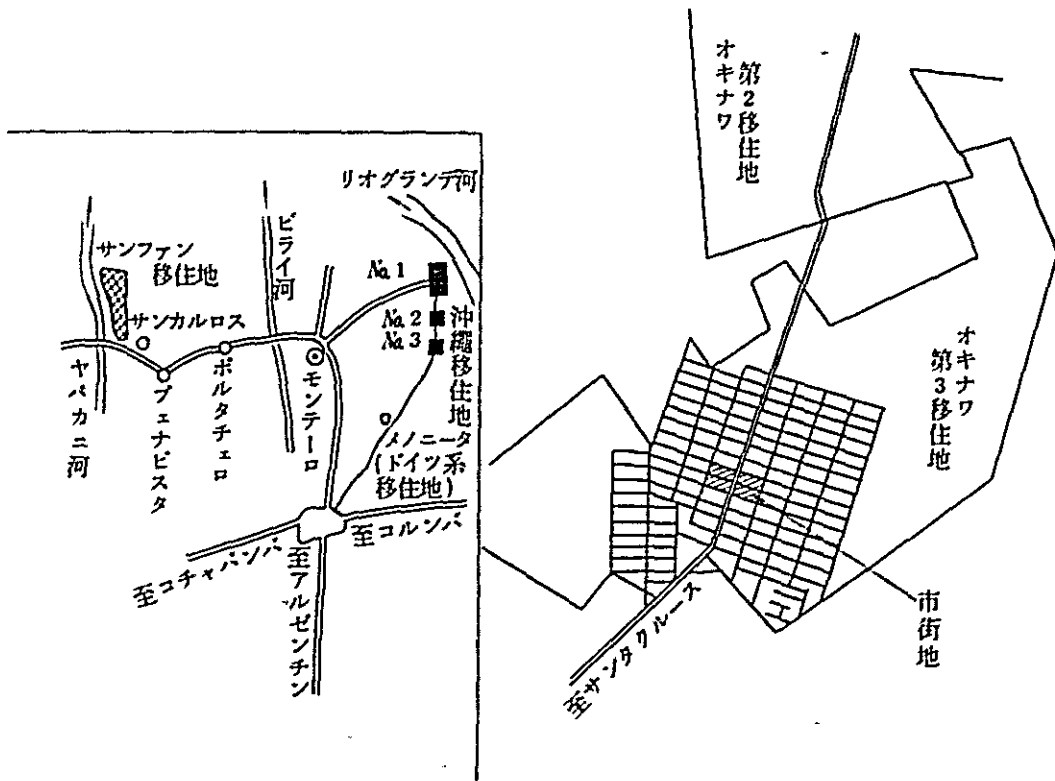 リオグランテ河
サンファン
移住地
ビライ河
No.1
No.2
No.3
沖縄移住地
サンカルロス
ヤパカニ河
ブェナビスタ
ポルタチェロ
モンテーロ
メノニータ
(ドイツ系
移住地)
至コチャバンバ
至アルゼンチン
至コルンバ
オキナワ
第2移住地
オキナワ
第3移住地
市街地
至サンタクルース